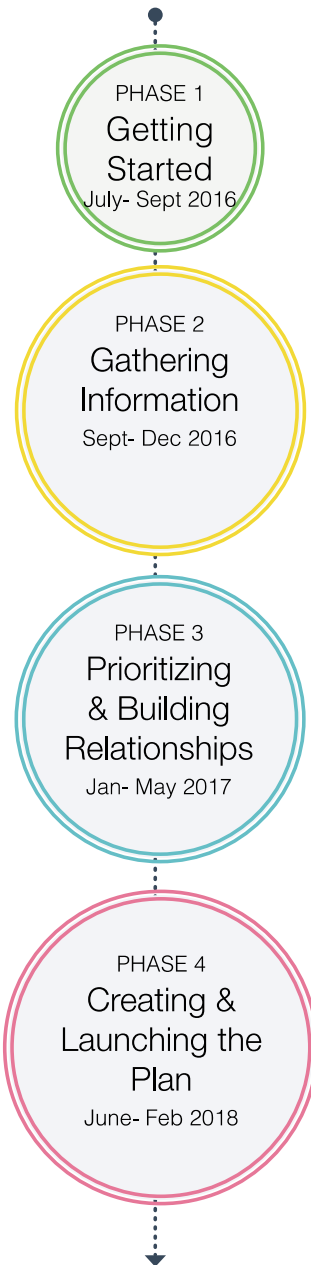 PHASE 1
Getting
Started
July- Sept 2016
PHASE 2
Gathering
Information
Sept- Dec 2016
PHASE 3
Prioritizing
& Building
Relationships
Jan- May 2017
PHASE 4
Creating &
Launching the
Plan
June- Feb 2018